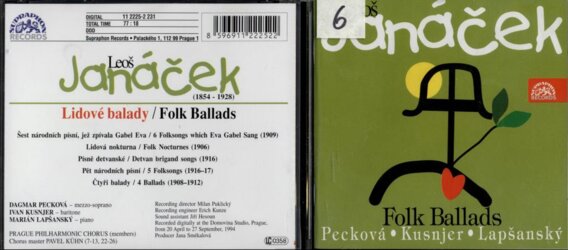 SUPRAPHON
RECORDS
DIGITAL 11 2225-2 231
TOTAL TIME 77 : 18
DDD
Supraphon Records • Palackého 1, 112 99 Prague 1
8 596911 222522
Leoš
Janáček
(1854 - 1928)
Lidové balady / Folk Ballads
Šest národních písní, jež zpívala Gabel Eva / 6 Folksongs which Eva Gabel Sang (1909)
Lidová nokturna / Folk Nocturnes (1906)
Písně detvanské / Detvan brigand songs (1916)
Pět národních písní / 5 Folksongs (1916–17)
Čtyři balady / 4 Ballads (1908–1912)
DAGMAR PECKOVÁ – mezzo-soprano
IVAN KUSNJER – baritone
MARIÁN LAPŠANSKÝ – piano
PRAGUE PHILHARMONIC CHORUS (members)
Chorus master PAVEL KÜHN (7-13, 22-26)
Recording director Milan Puklický
Recording engineer Erich Kunze
Sound assistant Jiří Hesoun
Recorded digitally at the Domovina Studio, Prague,
from 20 April to 27 September, 1994
Producer Jana Smékalová
LC 0358
6
Leoš
Janáček
SUPRAPHON
RECORDS
Folk Ballads
Pecková • Kusnjer • Lapšanský